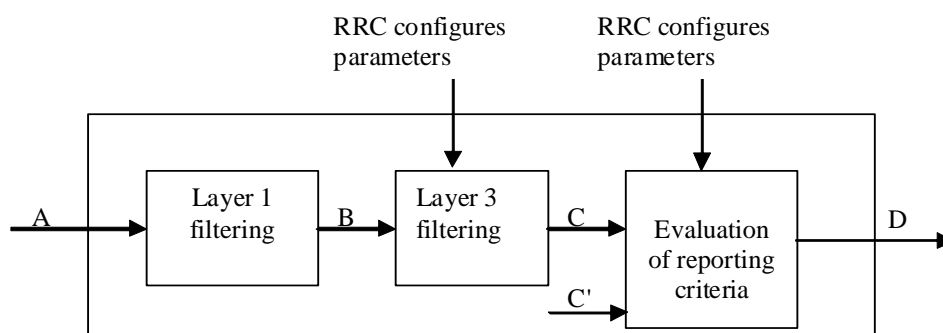 RRC configures
parameters
RRC configures
parameters
Layer 1
filtering
Layer 3
filtering
Evaluation
of reporting
criteria
A
B
C
C'
D